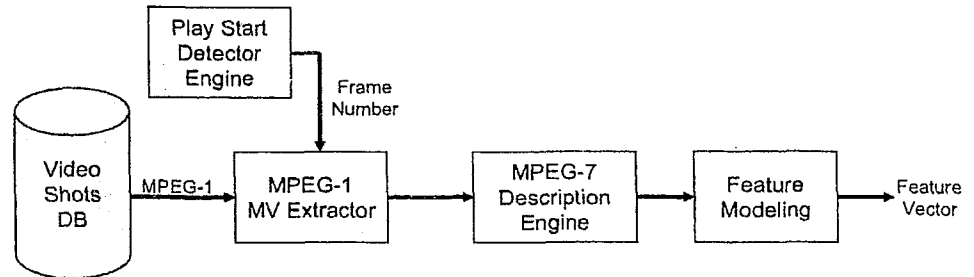 Play Start
Detector
Engine
Frame
Number
Video
Shots
DB
MPEG-1
MPEG-1
MV Extractor
MPEG-7
Description
Engine
Feature
Modeling
Feature
Vector